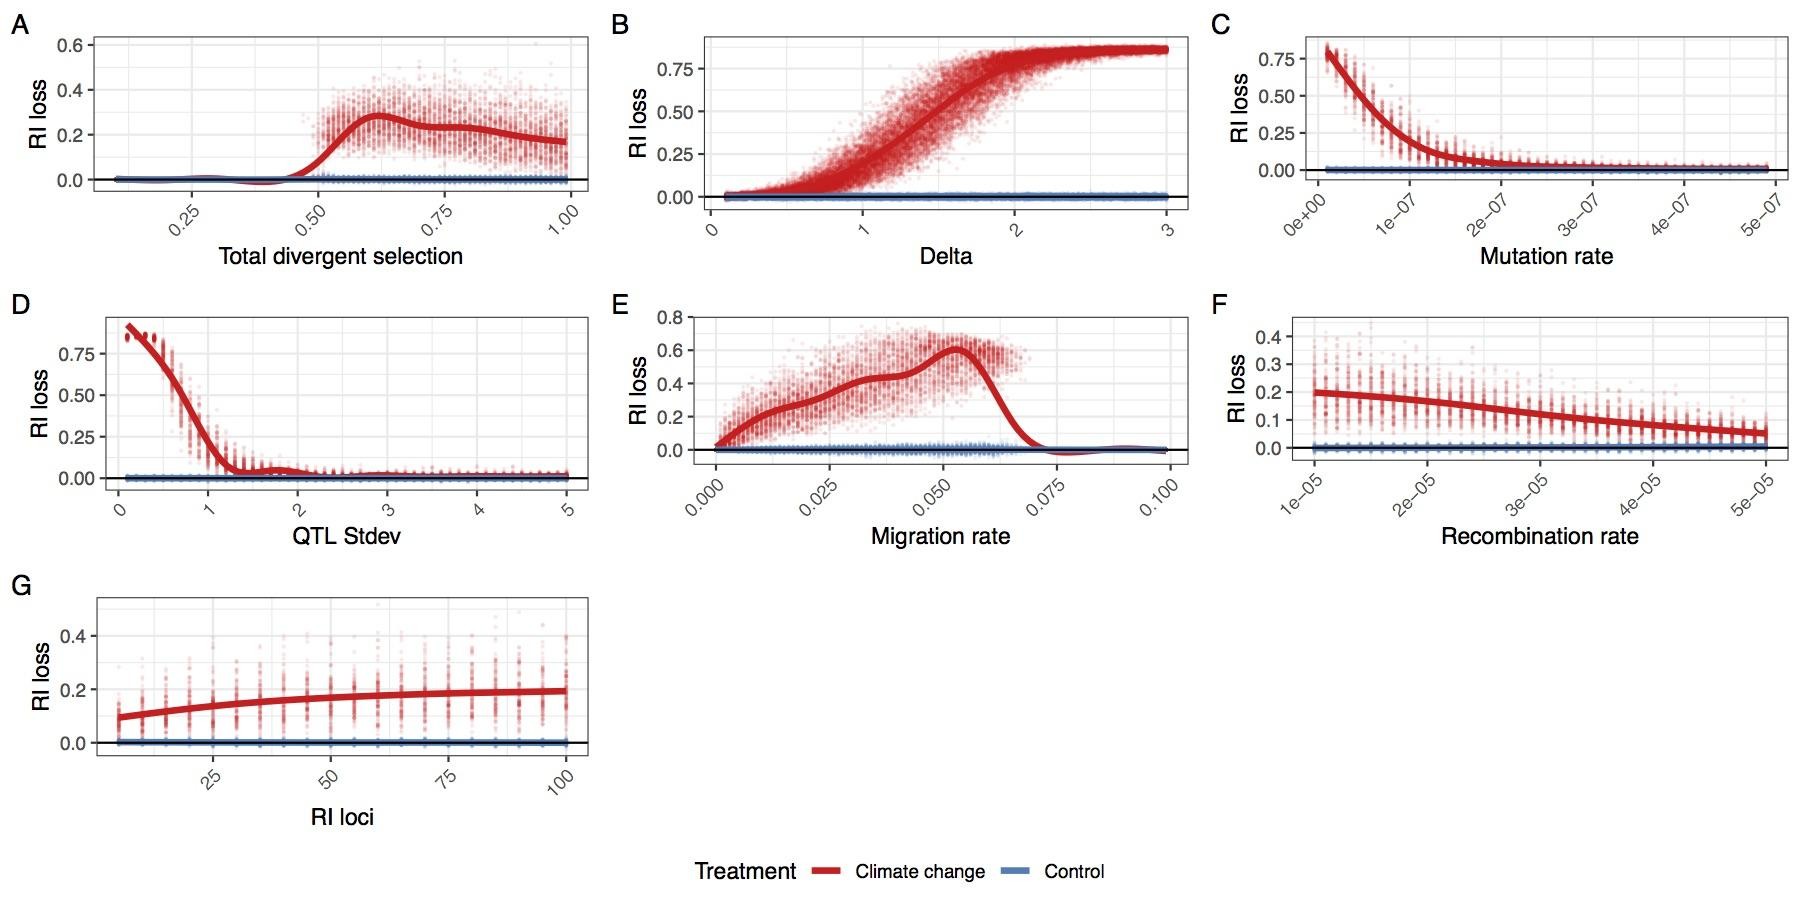 A
RI loss
0.6
0.4
0.2
0.0
0.25
0.50
0.75
1.00
Total divergent selection
B
RI loss
0.75
0.50
0.25
0.00
0
1
2
3
Delta
C
RI loss
0.75
0.50
0.25
0.00
0e+00
1e−07
2e−07
3e−07
4e−07
5e−07
Mutation rate
D
RI loss
0.75
0.50
0.25
0.00
0
1
2
3
4
5
QTL Stdev
E
RI loss
0.8
0.6
0.4
0.2
0.0
0.000
0.025
0.050
0.075
0.100
Migration rate
F
RI loss
0.4
0.3
0.2
0.1
0.0
1e−05
2e−05
3e−05
4e−05
5e−05
Recombination rate
G
RI loss
0.4
0.2
0.0
25
50
75
100
RI loci
Treatment Climate change Control